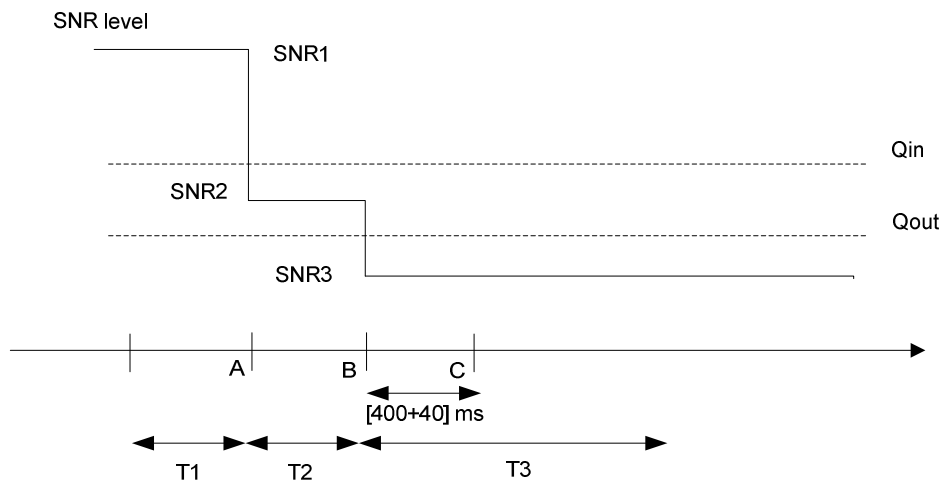 SNR level
SNR1
Qin
SNR2
Qout
SNR3
A
B
C
[400+40] ms
T1
T2
T3